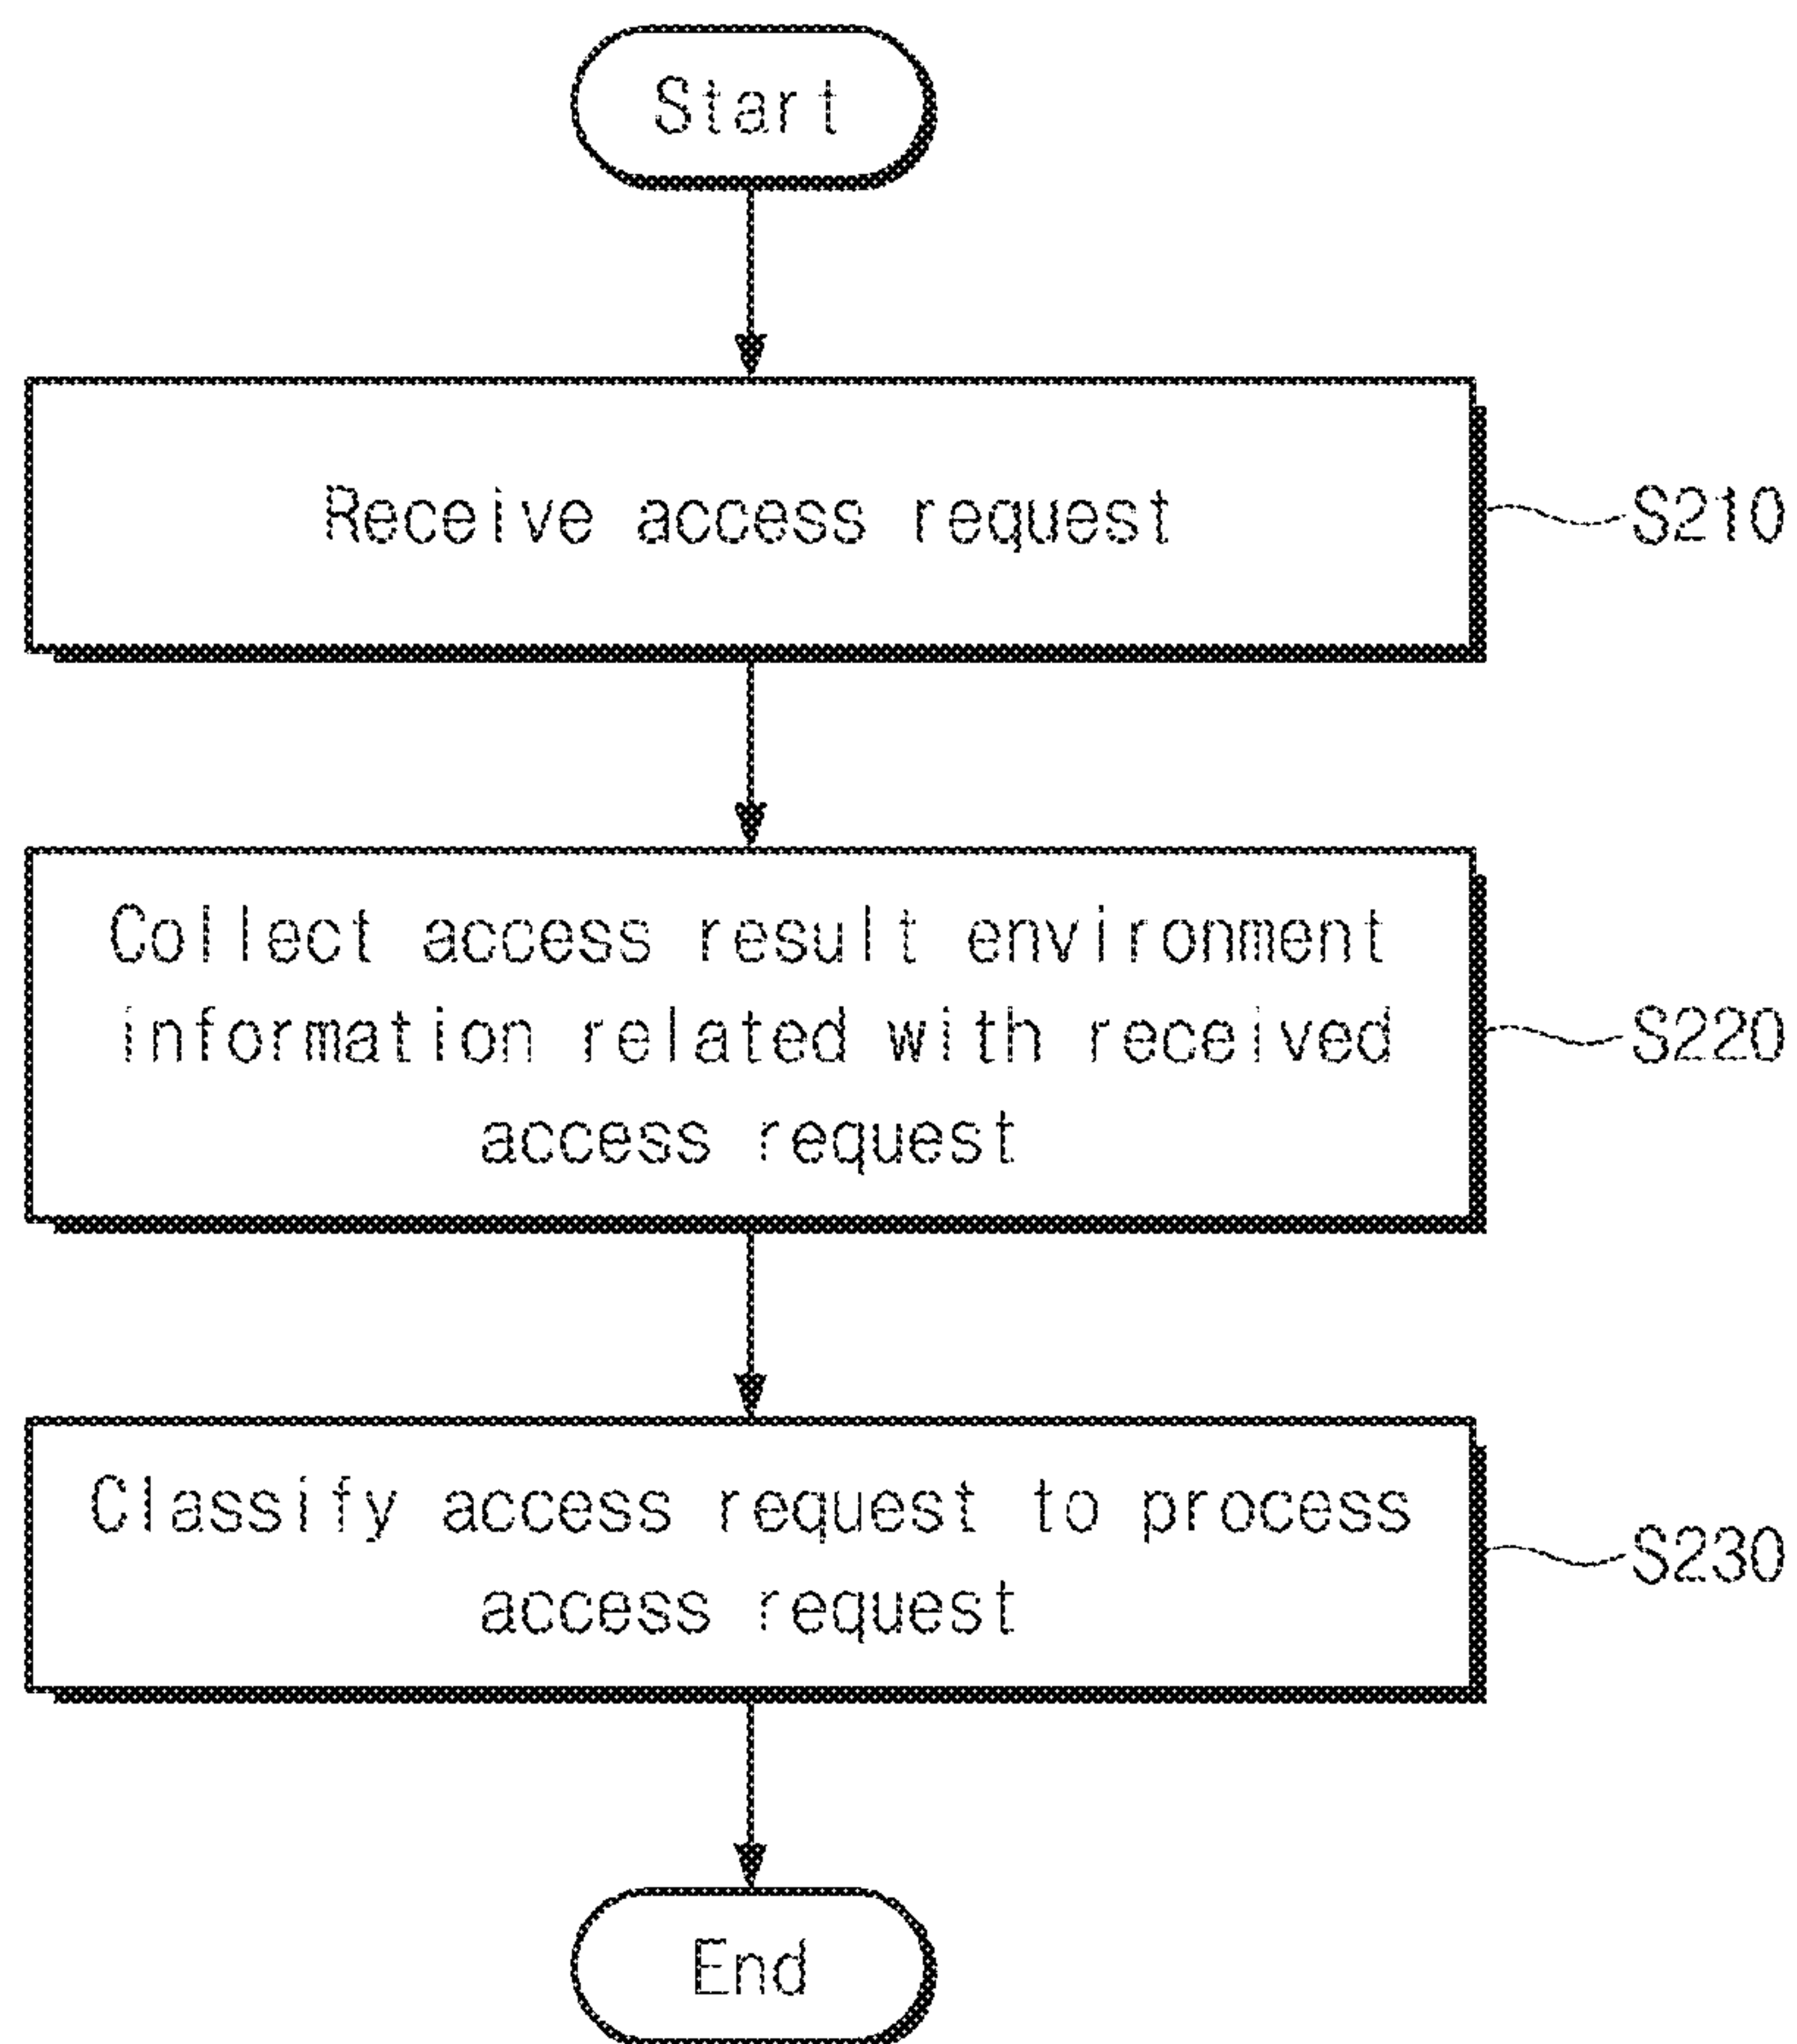 Start
Receive access request
S210
Collect access result environment
information related with received
access request
S220
Classify access request to process
access request
S230
End